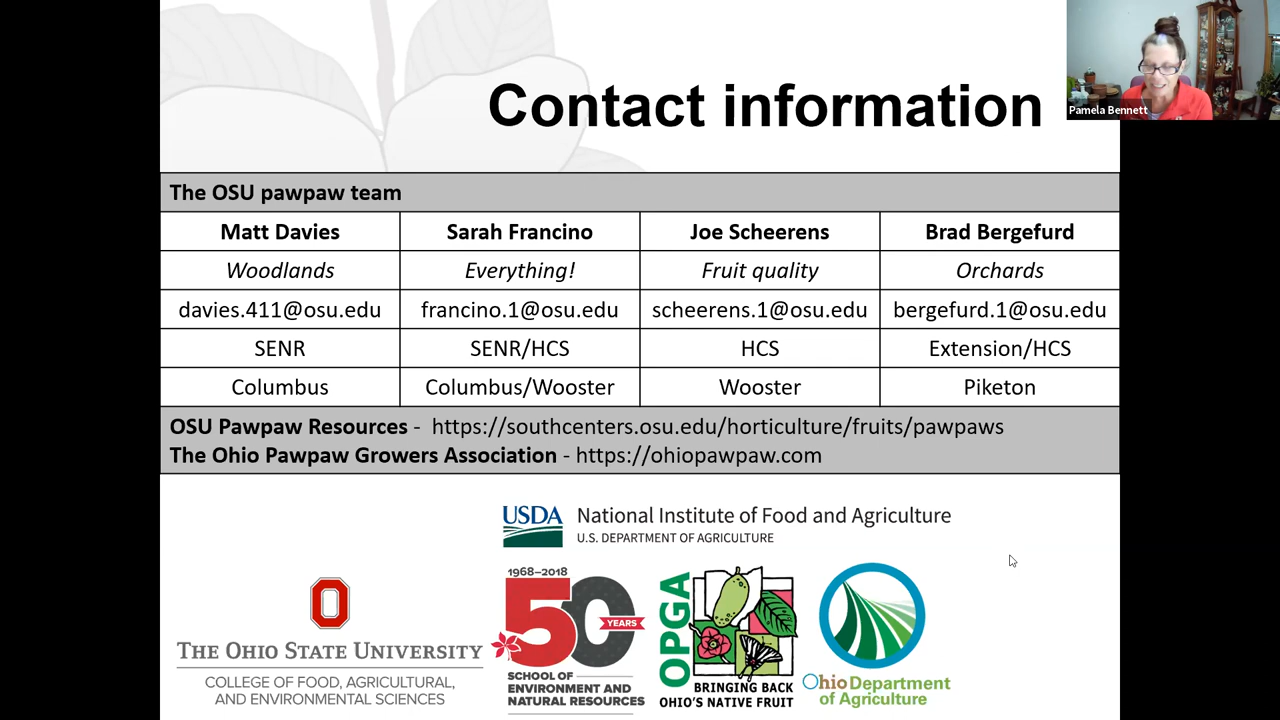 Contact information
Pamela Bennett
The OSU pawpaw team
Matt Davies Sarah Francino Joe Scheerens Brad Bergefurd
Woodlands Everything! Fruit quality Orchards
davies.411@osu.edu francino.1@osu.edu scheerens.1@osu.edu bergefurd.1@osu.edu
SENR SENR/HCS HCS Extension/HCS
Columbus Columbus/Wooster Wooster Piketon
OSU Pawpaw Resources - https://southcenters.osu.edu/horticulture/fruits/pawpaws
The Ohio Pawpaw Growers Association - https://ohiopawpaw.com
USDA National Institute of Food and Agriculture
U.S. DEPARTMENT OF AGRICULTURE
THE OHIO STATE UNIVERSITY
COLLEGE OF FOOD, AGRICULTURAL,
AND ENVIRONMENTAL SCIENCES
1968–2018
50
YEARS
SCHOOL OF
ENVIRONMENT AND
NATURAL RESOURCES
OPGA
BRINGING BACK
OHIO'S NATIVE FRUIT
Ohio Department
of Agriculture